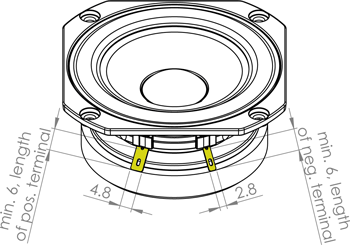 min. 6, length
of pos. terminal
4.8
2.8
min. 6, length
of neg. terminal